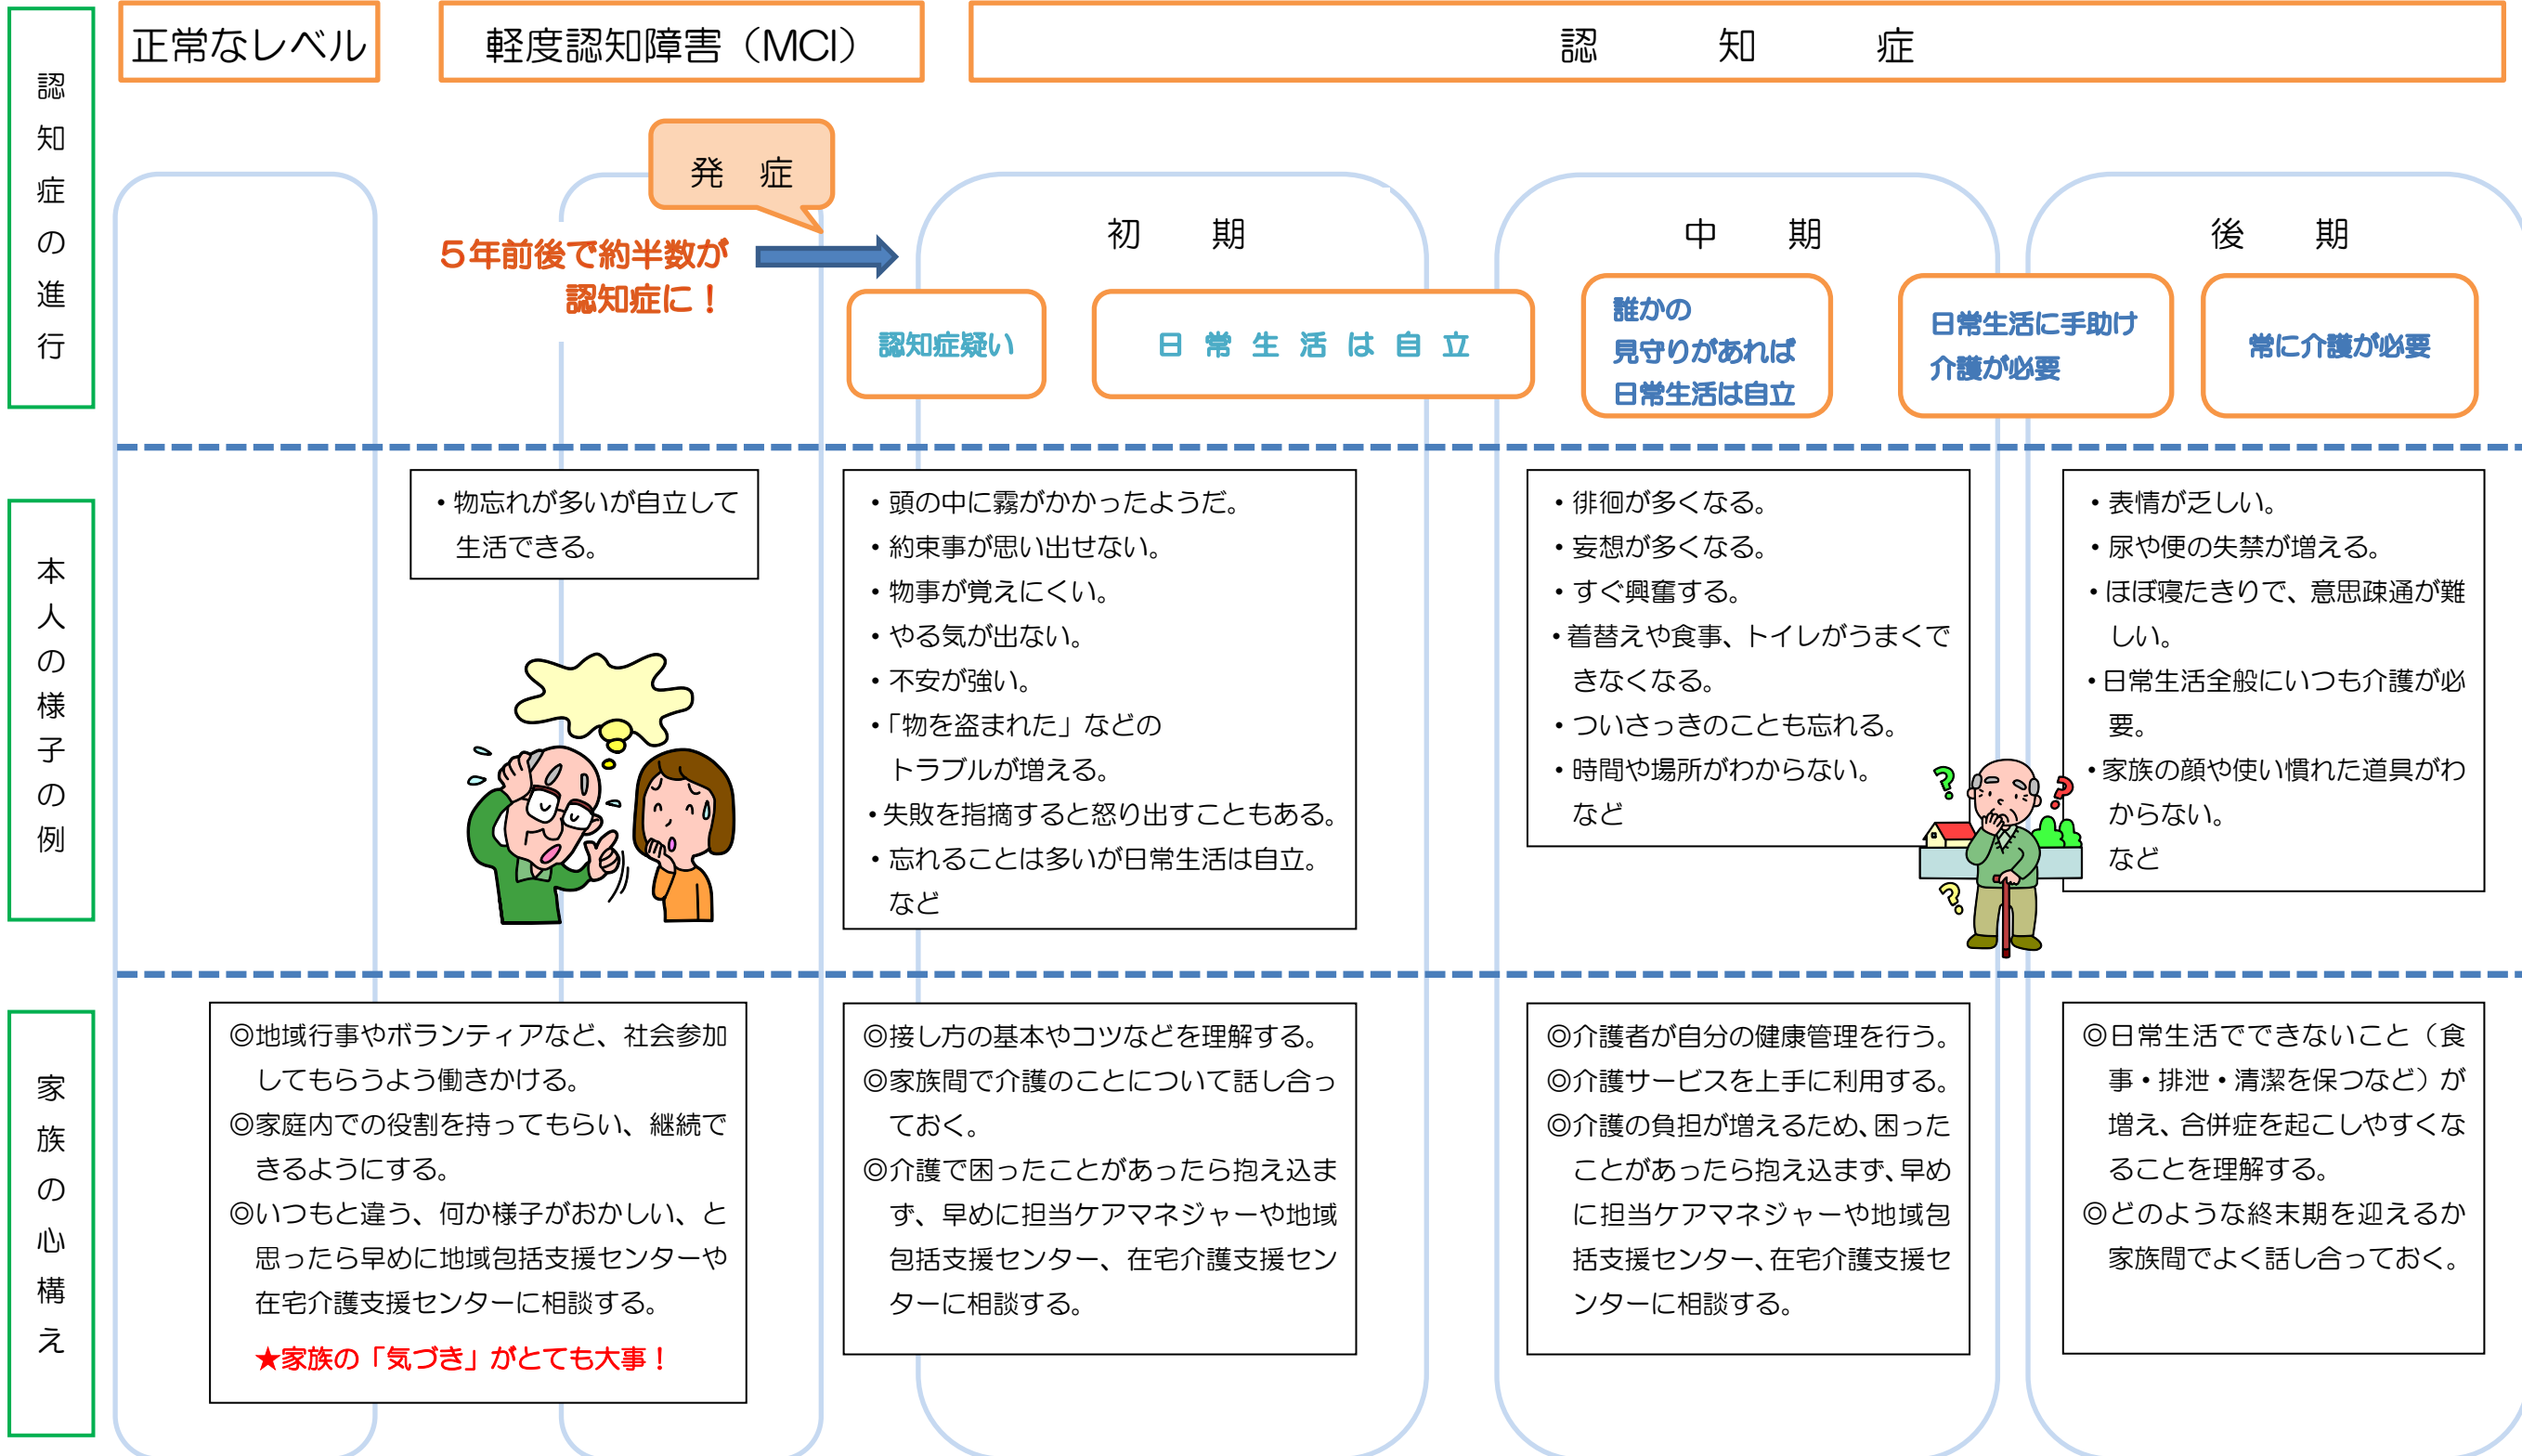 認知症の進行
正常なレベル
軽度認知障害（MCI）
認知症
発症
５年前後で約半数が
認知症に！
初期
認知症疑い
日常生活は自立
中期
誰かの
見守りがあれば
日常生活は自立
日常生活に手助け
介護が必要
後期
常に介護が必要
本人の様子の例
・物忘れが多いが自立して
生活できる。
・頭の中に霧がかかったようだ。
・約束事が思い出せない。
・物事が覚えにくい。
・やる気が出ない。
・不安が強い。
・「物を盗まれた」などの
トラブルが増える。
・失敗を指摘すると怒り出すこともある。
・忘れることは多いが日常生活は自立。
など
・徘徊が多くなる。
・妄想が多くなる。
・すぐ興奮する。
・着替えや食事、トイレがうまくで
きなくなる。
・ついさっきのことも忘れる。
・時間や場所がわからない。
など
?
?
?
・表情が乏しい。
・尿や便の失禁が増える。
・ほぼ寝たきりで、意思疎通が難
しい。
・日常生活全般にいつも介護が必
要。
・家族の顔や使い慣れた道具がわ
からない。
など
家族の心構え
◎地域行事やボランティアなど、社会参加
してもらうよう働きかける。
◎家庭内での役割を持ってもらい、継続で
きるようにする。
◎いつもと違う、何か様子がおかしい、と
思ったら早めに地域包括支援センターや
在宅介護支援センターに相談する。
★家族の「気づき」がとても大事！
◎接し方の基本やコツなどを理解する。
◎家族間で介護のことについて話し合っ
ておく。
◎介護で困ったことがあったら抱え込ま
ず、早めに担当ケアマネジャーや地域
包括支援センター、在宅介護支援セン
ターに相談する。
◎介護者が自分の健康管理を行う。
◎介護サービスを上手に利用する。
◎介護の負担が増えるため、困った
ことがあったら抱え込まず、早め
に担当ケアマネジャーや地域包
括支援センター、在宅介護支援セ
ンターに相談する。
◎日常生活でできないこと（食
事・排泄・清潔を保つなど）が
増え、合併症を起こしやすくな
ることを理解する。
◎どのような終末期を迎えるか
家族間でよく話し合っておく。